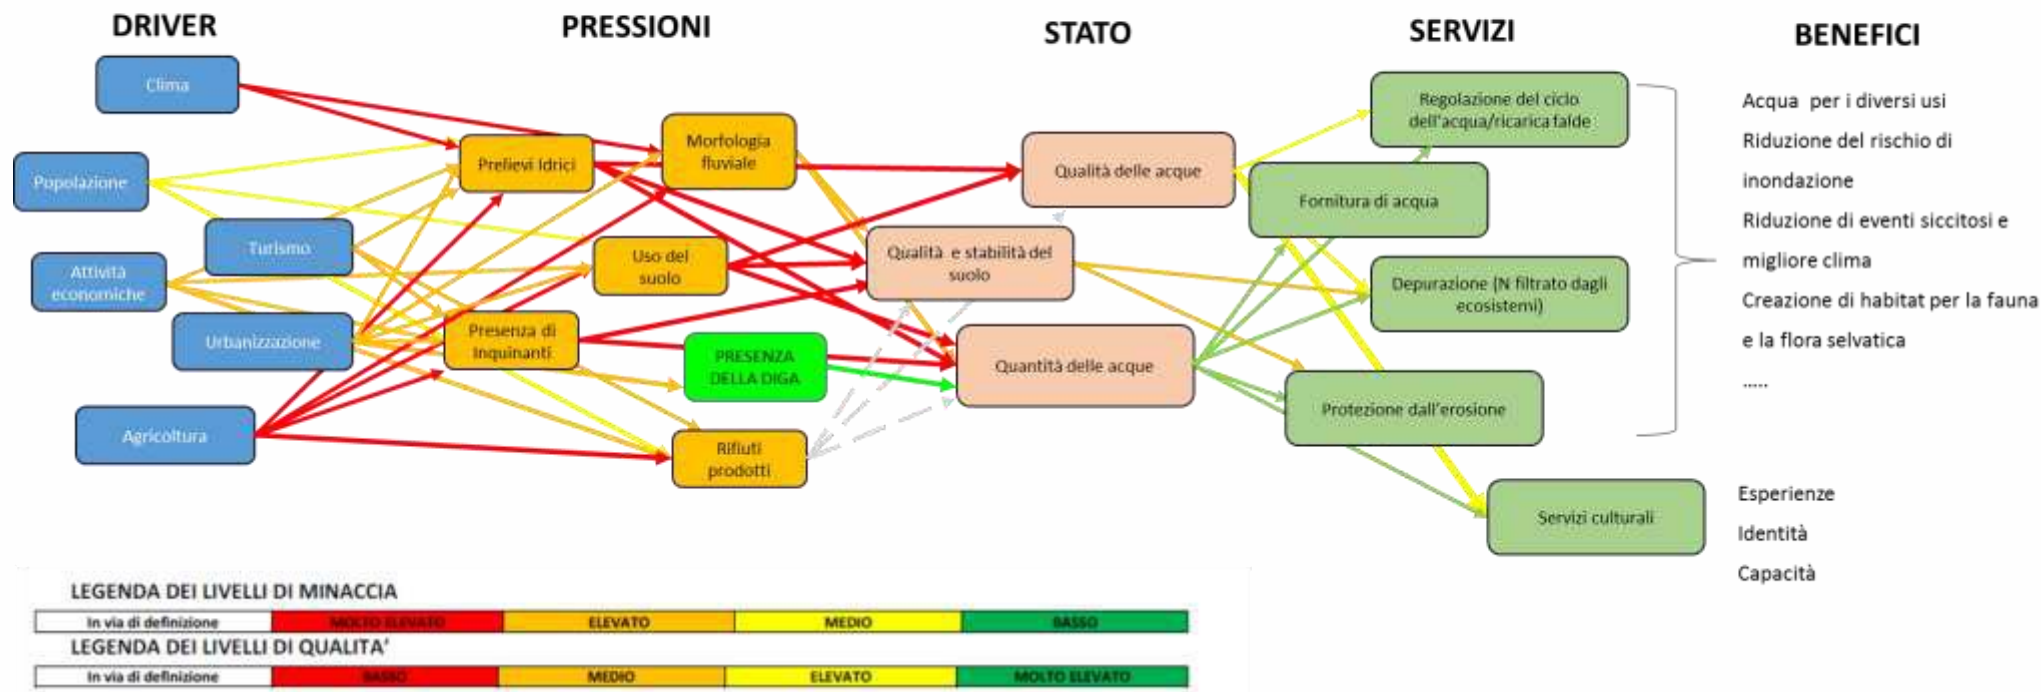 DRIVER
PRESSIONI
STATO
SERVIZI
BENEFICI
Clima
Popolazione
Turismo
Attività
economiche
Urbanizzazione
Agricoltura
Prelievi Idrici
Morfologia
fluviale
Uso del
suolo
Presenza di
Inquinanti
PRESENZA
DELLA DIGA
Rifiuti
prodotti
Qualità delle acque
Qualità e stabilità del
suolo
Quantità delle acque
Regolazione del ciclo
dell'acqua/ricarica falde
Fornitura di acqua
Depurazione (N filtrato dagli
ecosistemi)
Protezione dall'erosione
Servizi culturali
Acqua per i diversi usi
Riduzione del rischio di
inondazione
Riduzione di eventi siccitosi e
migliore clima
Creazione di habitat per la fauna
e la flora selvatica
.....
Esperienze
Identità
Capacità
LEGENDA DEI LIVELLI DI MINACCIA
In via di definizione MOLTO ELEVATO ELEVATO MEDIO BASSO
LEGENDA DEI LIVELLI DI QUALITA'
In via di definizione BASSO MEDIO ELEVATO MOLTO ELEVATO